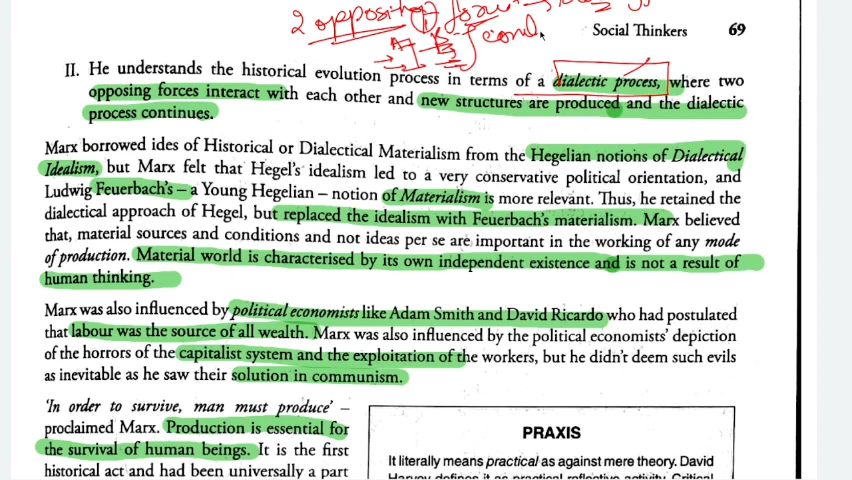 2 opposing
Social Thinkers 69
II. He understands the historical evolution process in terms of a dialectic process, where two
opposing forces interact with each other and new structures are produced and the dialectic
process continues.
Marx borrowed ides of Historical or Dialectical Materialism from the Hegelian notions of Dialectical
Idealism, but Marx felt that Hegel's idealism led to a very conservative political orientation, and
Ludwig Feuerbach's – a Young Hegelian – notion of Materialism is more relevant. Thus, he retained the
dialectical approach of Hegel, but replaced the idealism with Feuerbach's materialism. Marx believed
that, material sources and conditions and not ideas per se are important in the working of any mode
of production. Material world is characterised by its own independent existence and is not a result of
human thinking.
Marx was also influenced by political economists like Adam Smith and David Ricardo who had postulated
that labour was the source of all wealth. Marx was also influenced by the political economists' depiction
of the horrors of the capitalist system and the exploitation of the workers, but he didn't deem such evils
as inevitable as he saw their solution in communism.
'In order to survive, man must produce' –
proclaimed Marx. Production is essential for
the survival of human beings. It is the first
historical act and had been universally a part
PRAXIS
It literally means practical as against mere theory. David
Harvey defines it as practical reflective activity. Critical